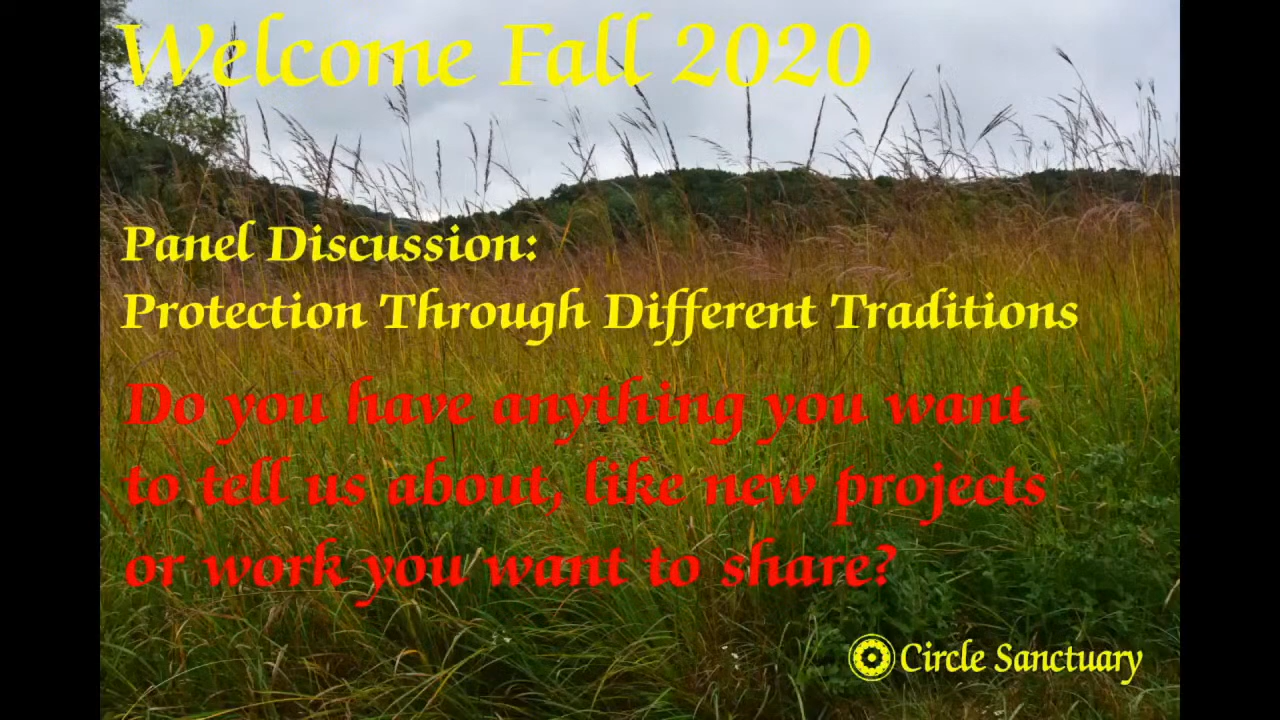 Welcome Fall 2020
Panel Discussion:
Protection Through Different Traditions
Do you have anything you want
to tell us about, like new projects
or work you want to share?
Circle Sanctuary